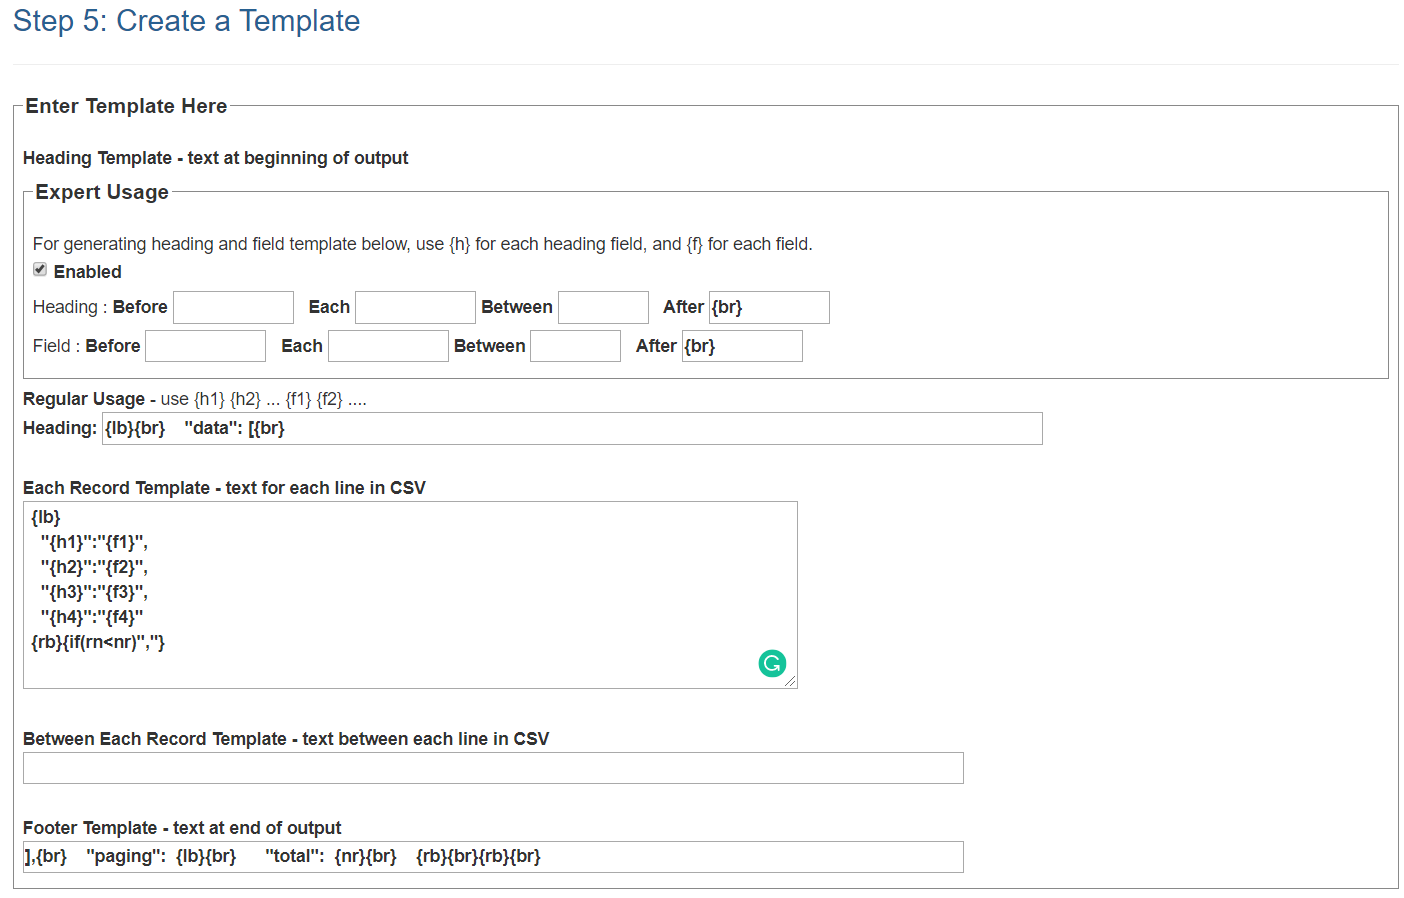 Step 5: Create a Template
Enter Template Here
Heading Template - text at beginning of output
Expert Usage
For generating heading and field template below, use {h} for each heading field, and {f} for each field.
Enabled
Heading : Before Each Between After {br}
Field : Before Each Between After {br}
Regular Usage - use {h1} {h2} ... {f1} {f2} ....
Heading: {lb}{br}    "data": [{br}
Each Record Template - text for each line in CSV
{lb}
  "{h1}":"{f1}",
  "{h2}":"{f2}",
  "{h3}":"{f3}",
  "{h4}":"{f4}"
{rb}{if(rn<nr)","}
Between Each Record Template - text between each line in CSV
Footer Template - text at end of output
],{br}    "paging":  {lb}{br}      "total":  {nr}{br}    {rb}{br}{rb}{br}